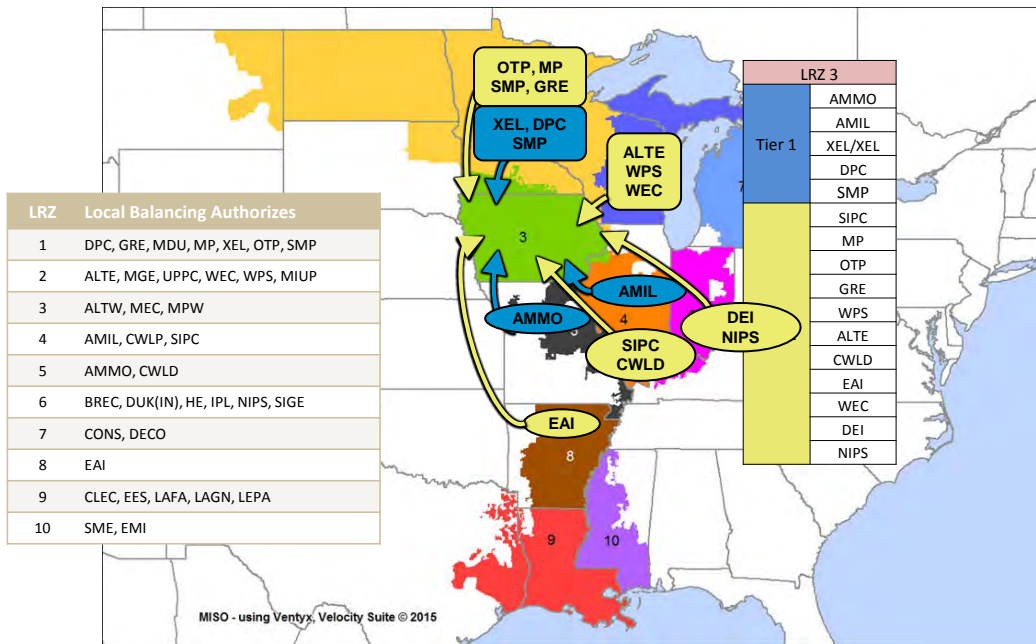 OTP, MP
SMP, GRE
XEL, DPC
SMP
ALTE
WPS
WEC
LRZ 3
Tier 1
AMMO
AMIL
XEL/XEL
DPC
SMP
SIPC
MP
OTP
GRE
WPS
ALTE
CWLD
EAI
WEC
DEI
NIPS
LRZ Local Balancing Authorizes
1 DPC, GRE, MDU, MP, XEL, OTP, SMP
2 ALTE, MGE, UPPC, WEC, WPS, MIUP
3 ALTW, MEC, MPW
4 AMIL, CWLP, SIPC
5 AMMO, CWLD
6 BREC, DUK(IN), HE, IPL, NIPS, SIGE
7 CONS, DECO
8 EAI
9 CLEC, EES, LAFA, LAGN, LEPA
10 SME, EMI
7
3
AMIL
AMMO
4
DEI
NIPS
SIPC
CWLD
EAI
8
9
10
MISO - using Ventyx, Velocity Suite © 2015